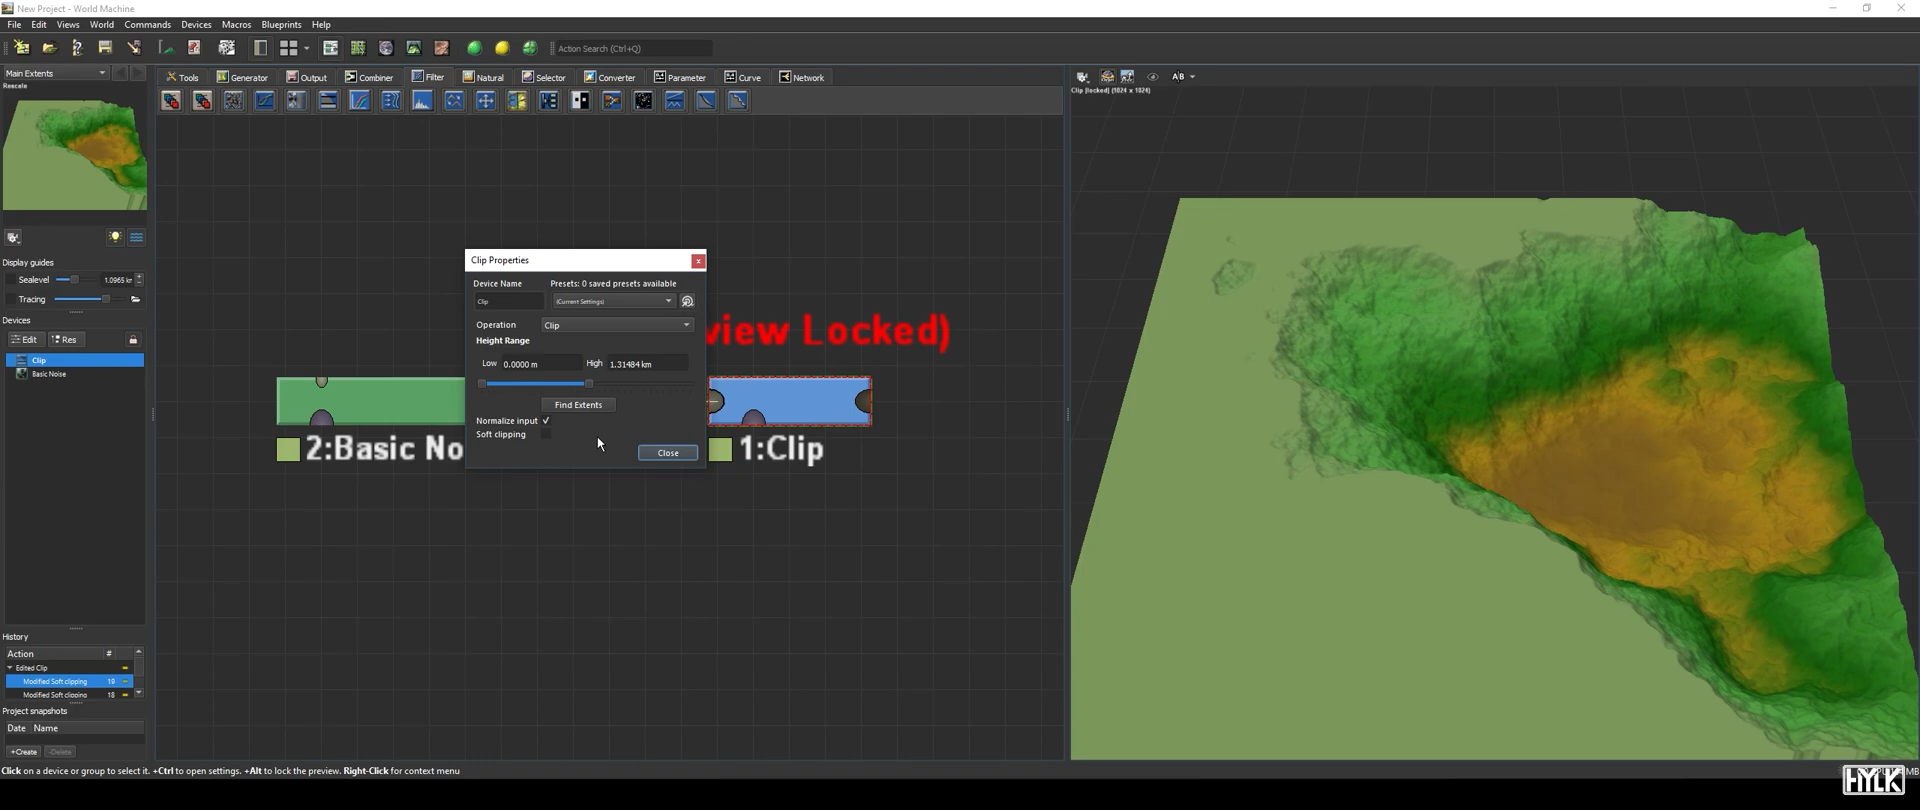 New Project - World Machine
File Edit Views World Commands Devices Macros Blueprints Help
Action Search (Ctrl+Q)
Main Extents
Tools Generator Output Combiner Filter Natural Selector Converter Parameter Curve Network
A|B
Rescale
Clip [locked] (1024 x 1024)
Display guides
Sealevel 1.0965 kr
Tracing
Devices
Edit Res
Clip
Basic Noise
(Preview Locked)
2:Basic No
1:Clip
Clip Properties
Device Name Presets: 0 saved presets available
Clip (Current Settings)
Operation Clip
Height Range
Low 0.0000 m High 1.31484 km
Find Extents
Normalize input
Soft clipping
Close
History
Action #
Edited Clip
Modified Soft clipping 19
Modified Soft clipping 18
Project snapshots
Date Name
+Create -Delete
Click on a device or group to select it. +Ctrl to open settings. +Alt to lock the preview. Right-Click for context menu
MB
HYLK